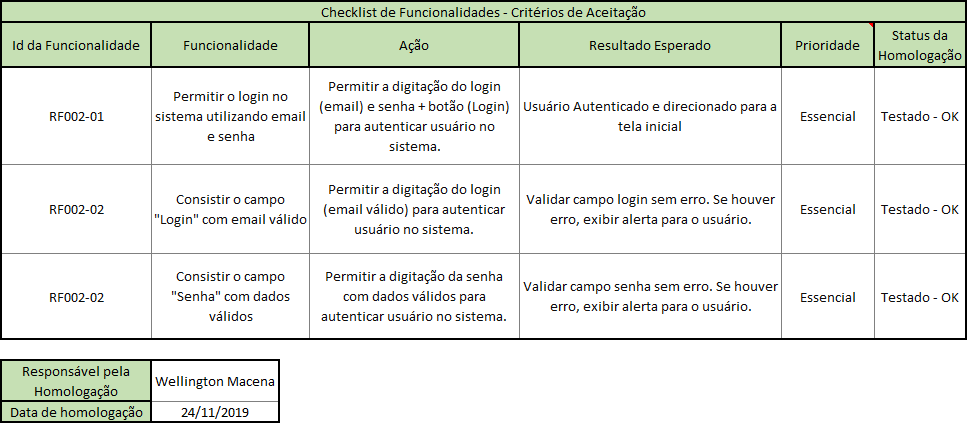 Checklist de Funcionalidades - Critérios de Aceitação
Id da Funcionalidade
Funcionalidade
Ação
Resultado Esperado
Prioridade
Status da
Homologação
RF002-01
Permitir o login no
sistema utilizando email
e senha
Permitir a digitação do login
(email) e senha + botão (Login)
para autenticar usuário no
sistema.
Usuário Autenticado e direcionado para a
tela inicial
Essencial
Testado - OK
RF002-02
Consistir o campo
"Login" com email válido
Permitir a digitação do login
(email válido) para autenticar
usuário no sistema.
Validar campo login sem erro. Se houver
erro, exibir alerta para o usuário.
Essencial
Testado - OK
RF002-02
Consistir o campo
"Senha" com dados
válidos
Permitir a digitação da senha
com dados válidos para
autenticar usuário no sistema.
Validar campo senha sem erro. Se houver
erro, exibir alerta para o usuário.
Essencial
Testado - OK
Responsável pela
Homologação
Wellington Macena
Data de homologação
24/11/2019